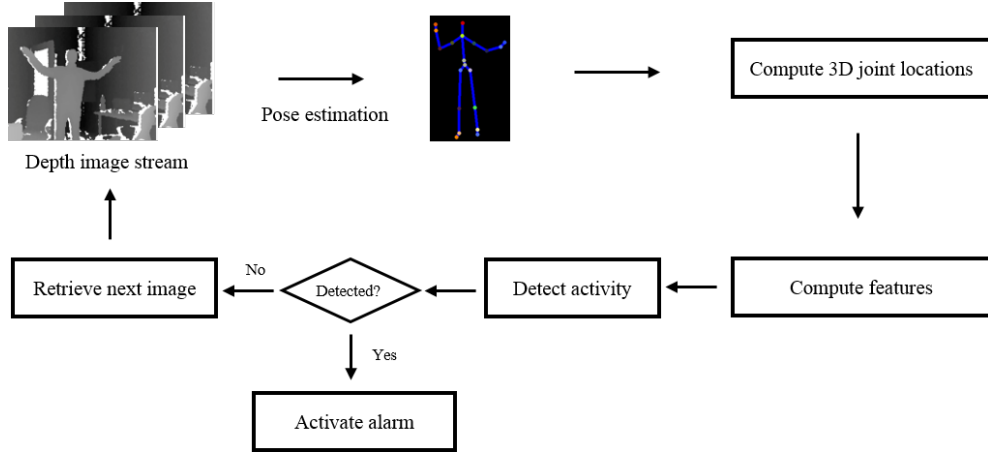 Compute 3D joint locations
Pose estimation
Depth image stream
No
Retrieve next image
Detected?
Detect activity
Compute features
Yes
Activate alarm